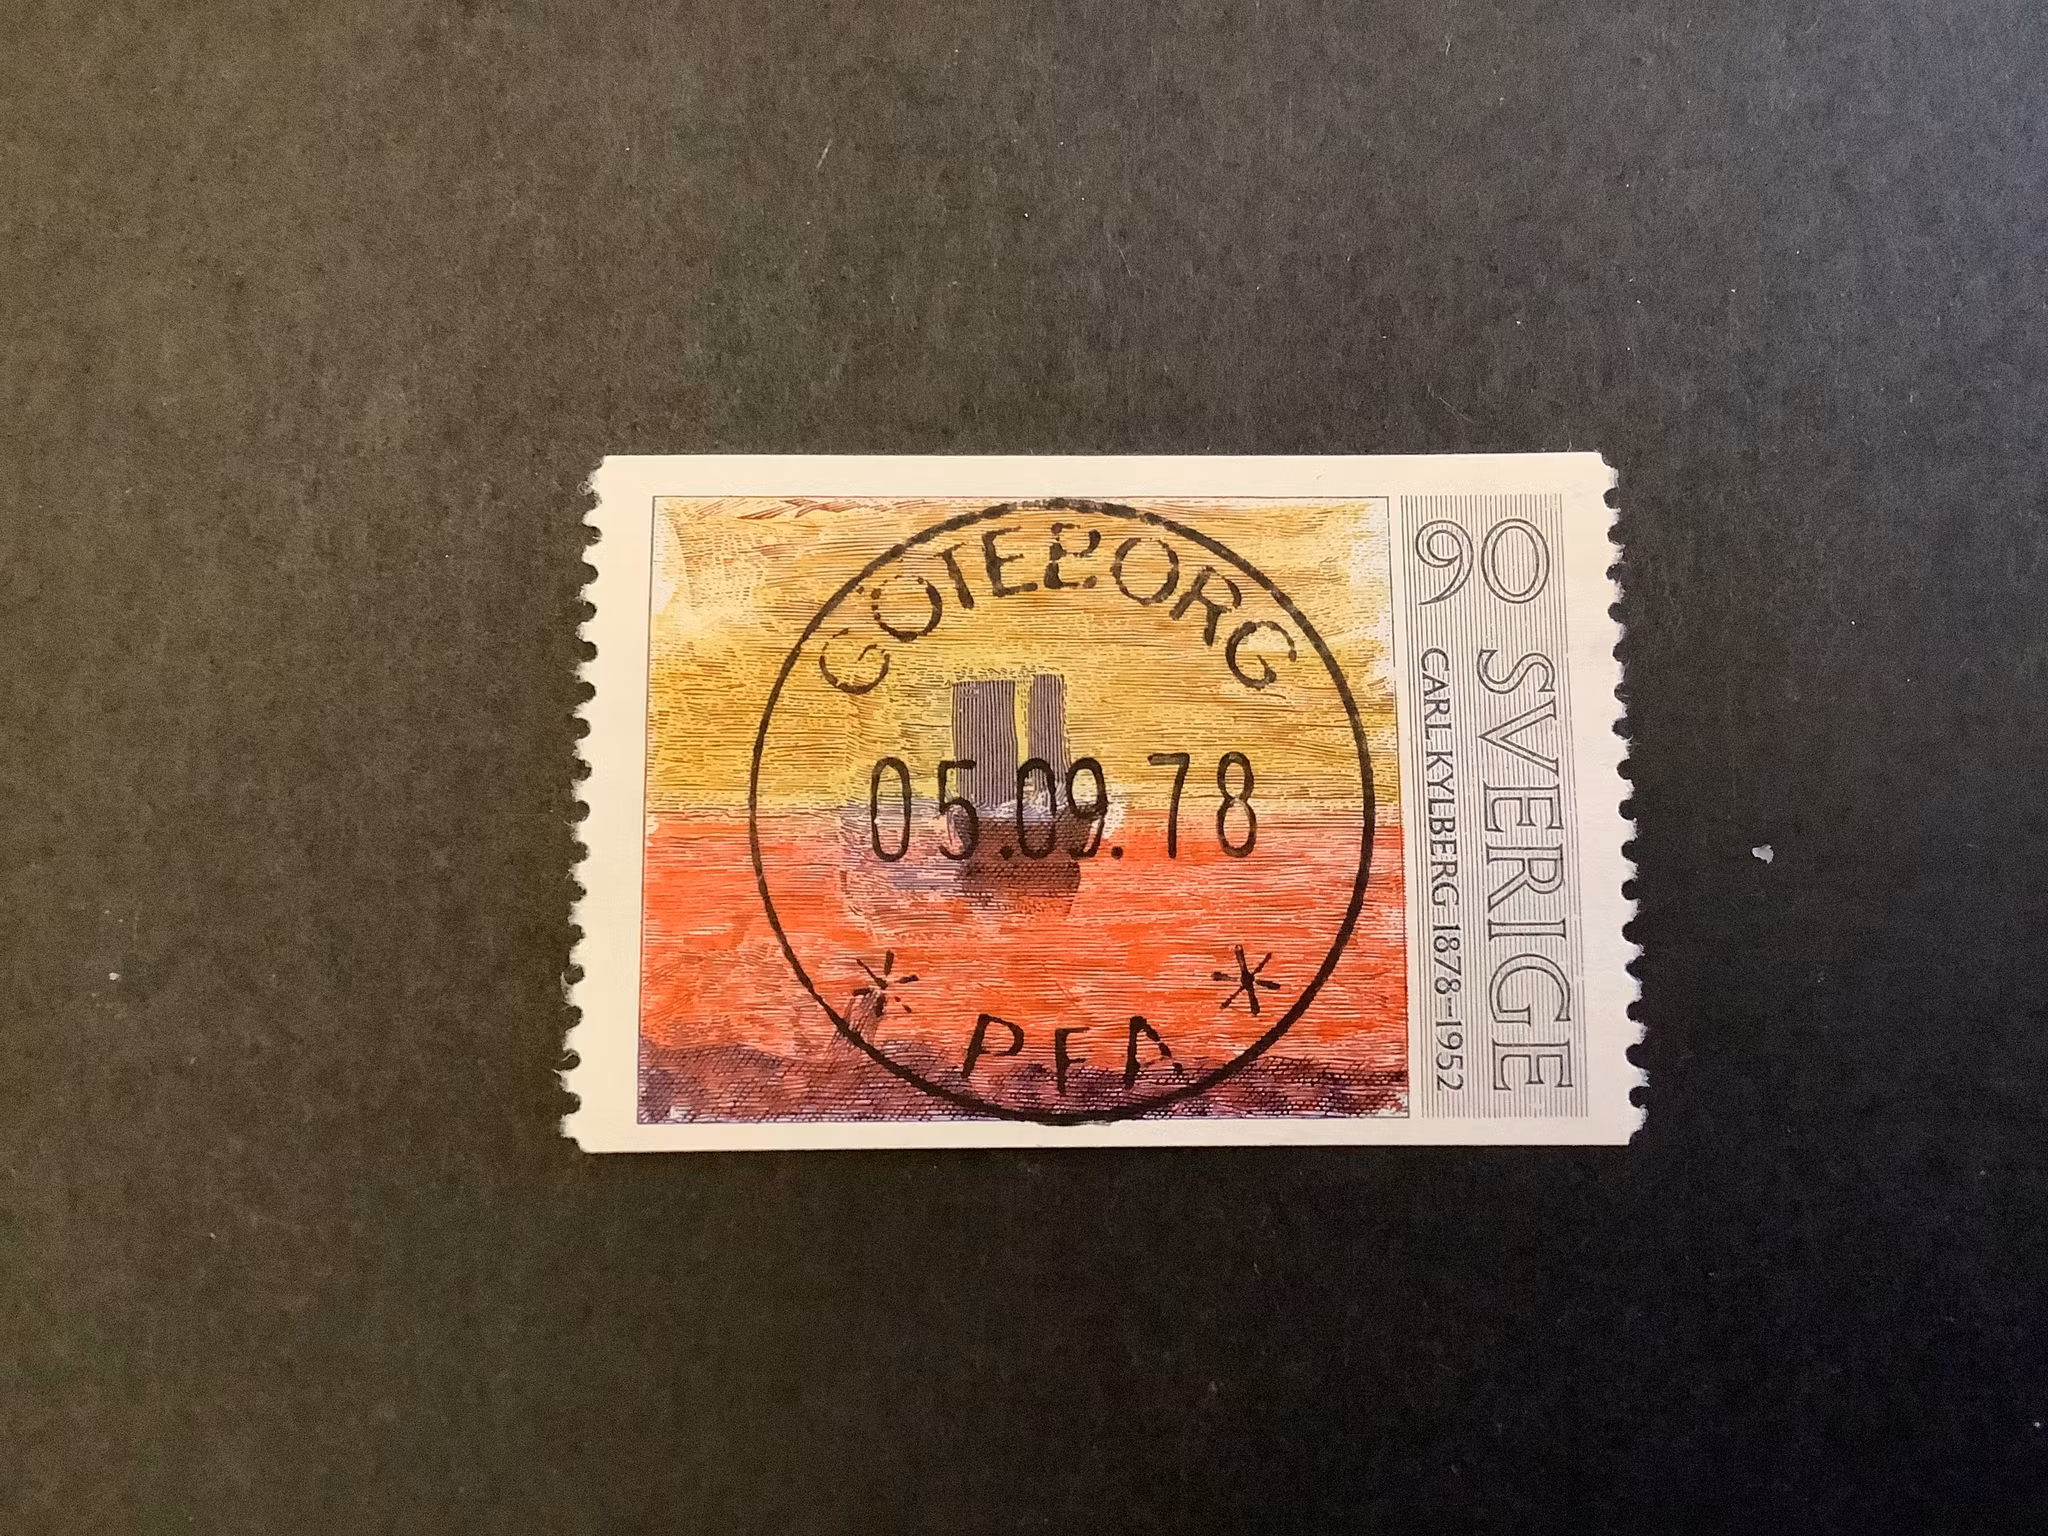 GÖTEBORG
05.09.78
* PFA *
90 SVERIGE
CARL KYLBERG 1878–1952